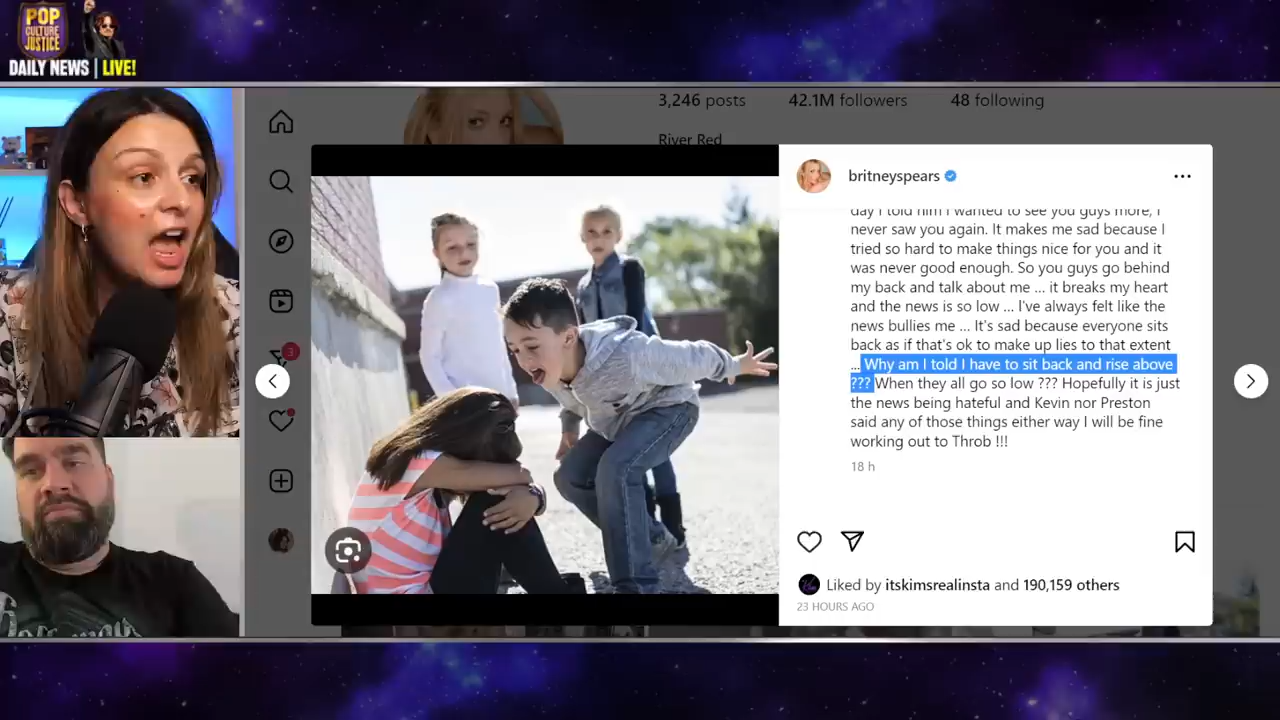 POP
CULTURE
JUSTICE
DAILY NEWS | LIVE!
3,246 posts 42.1M followers 48 following
River Red
britneyspears
day I told him I wanted to see you guys more, I
never saw you again. It makes me sad because I
tried so hard to make things nice for you and it
was never good enough. So you guys go behind
my back and talk about me ... it breaks my heart
and the news is so low ... I've always felt like the
news bullies me ... It's sad because everyone sits
back as if that's ok to make up lies to that extent
... Why am I told I have to sit back and rise above
??? When they all go so low ??? Hopefully it is just
the news being hateful and Kevin nor Preston
said any of those things either way I will be fine
working out to Throb !!!
18 h
3
Liked by itskimsrealinsta and 190,159 others
23 HOURS AGO